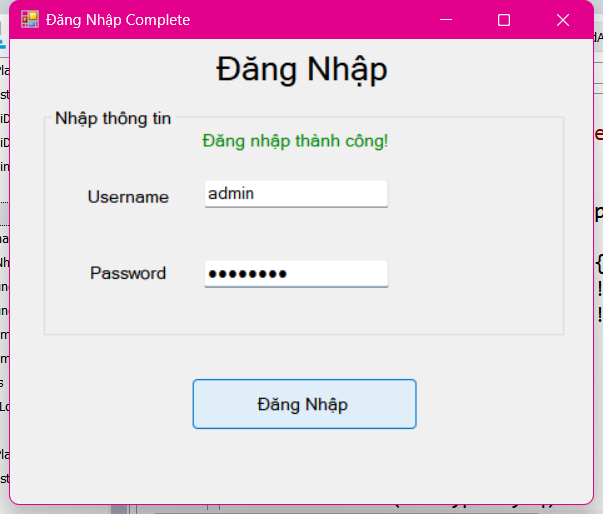 Đăng Nhập Complete
Đăng Nhập
Nhập thông tin
Đăng nhập thành công!
Username
admin
Password
Đăng Nhập